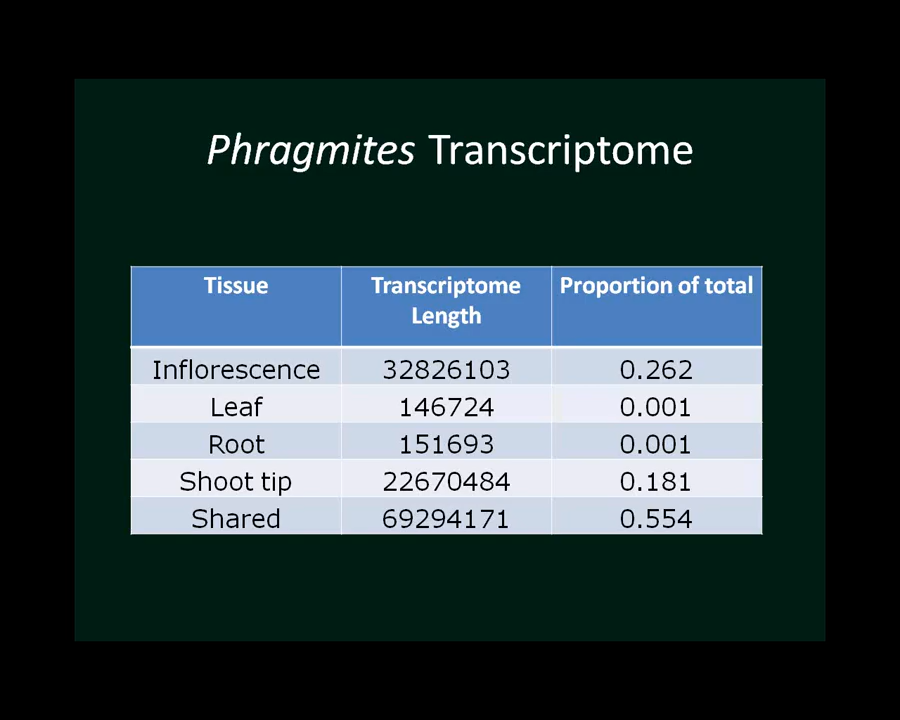 Phragmites Transcriptome
Tissue Transcriptome Length Proportion of total
Inflorescence 32826103 0.262
Leaf 146724 0.001
Root 151693 0.001
Shoot tip 22670484 0.181
Shared 69294171 0.554